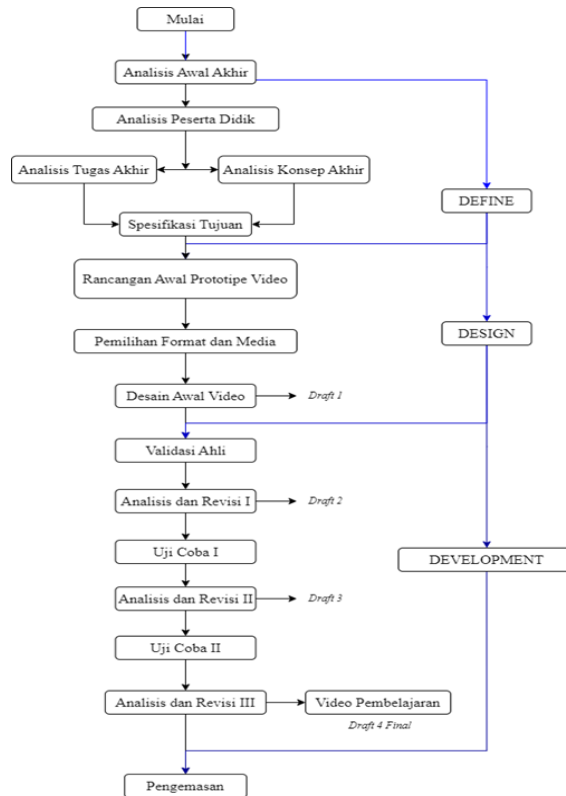 Mulai
Analisis Awal Akhir
Analisis Peserta Didik
Analisis Tugas Akhir
Analisis Konsep Akhir
DEFINE
Spesifikasi Tujuan
Rancangan Awal Prototipe Video
DESIGN
Pemilihan Format dan Media
Desain Awal Video
Draft 1
Validasi Ahli
Analisis dan Revisi I
Draft 2
Uji Coba I
DEVELOPMENT
Analisis dan Revisi II
Draft 3
Uji Coba II
Analisis dan Revisi III
Video Pembelajaran
Draft 4 Final
Pengemasan